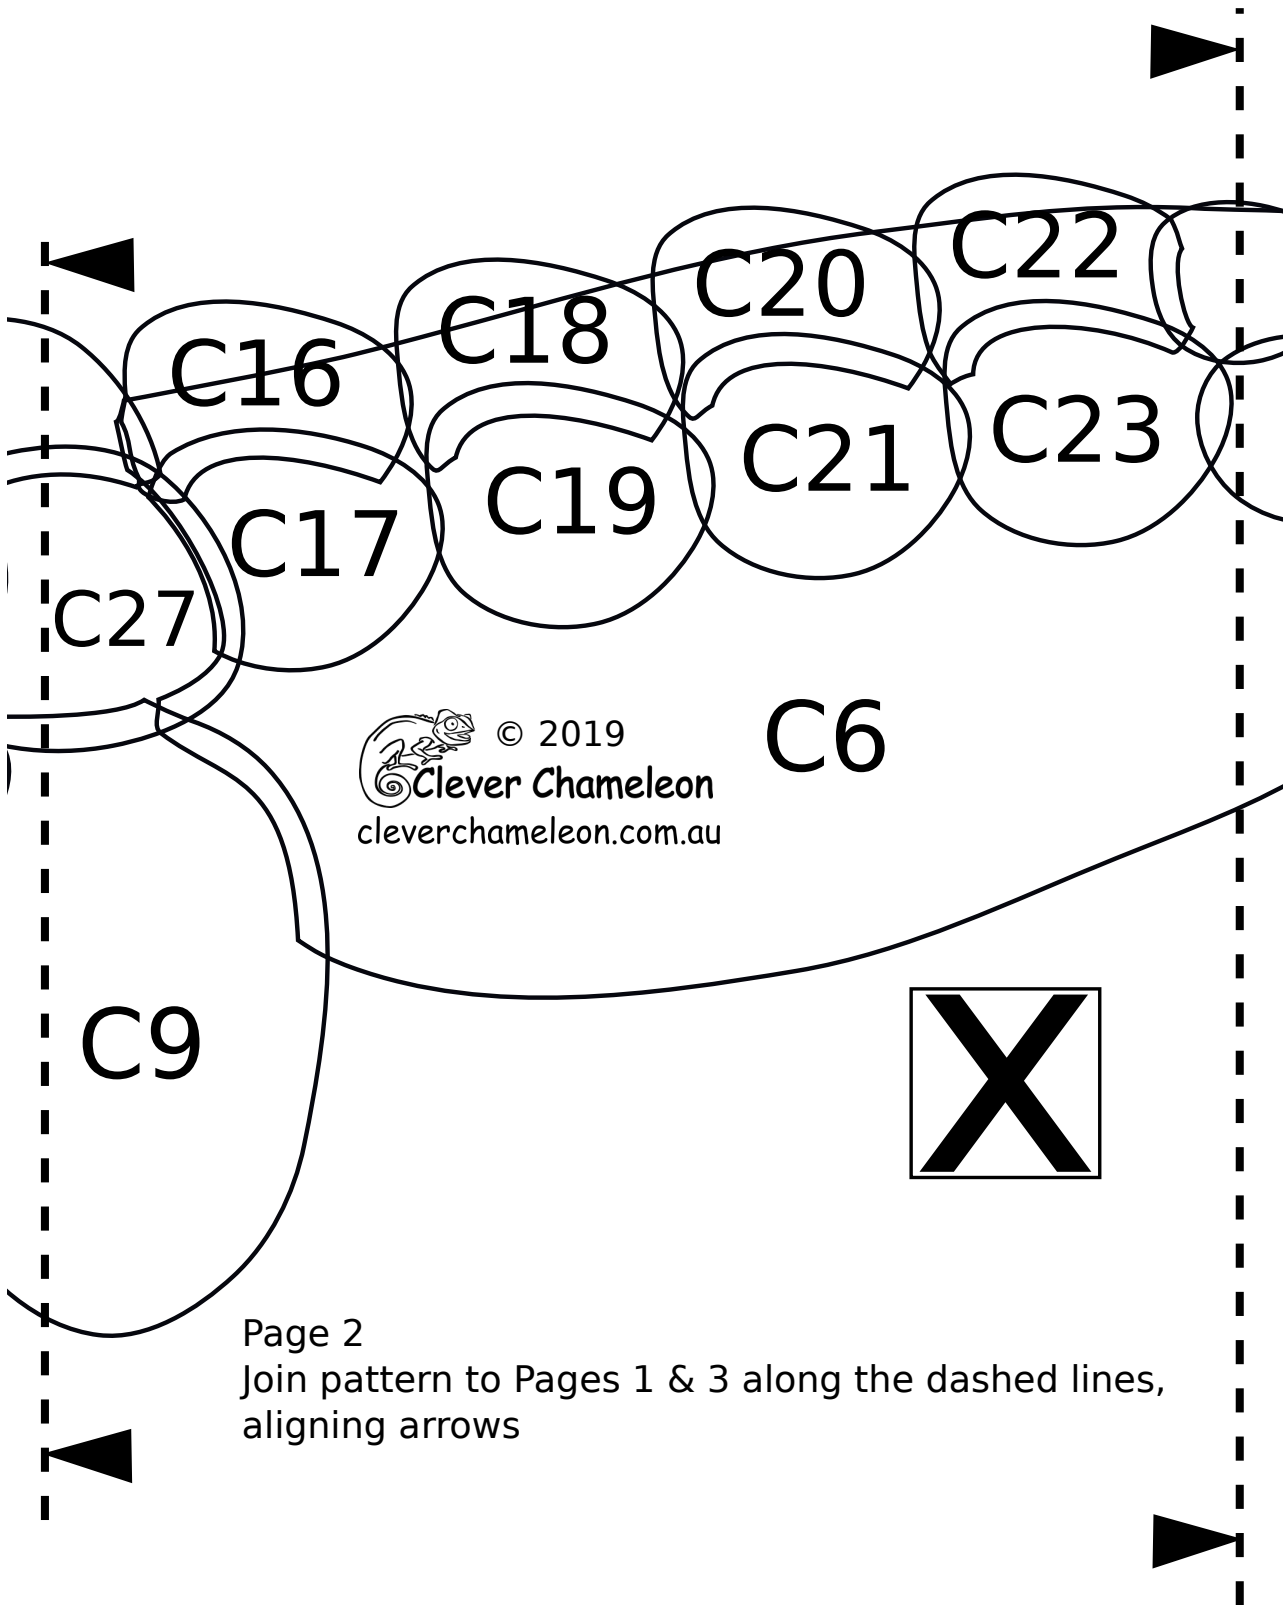 C22
C20
C18
C16
C23
C21
C19
C17
C27
C6
© 2019
Clever Chameleon
cleverchameleon.com.au
C9
X
Page 2
Join pattern to Pages 1 & 3 along the dashed lines,
aligning arrows